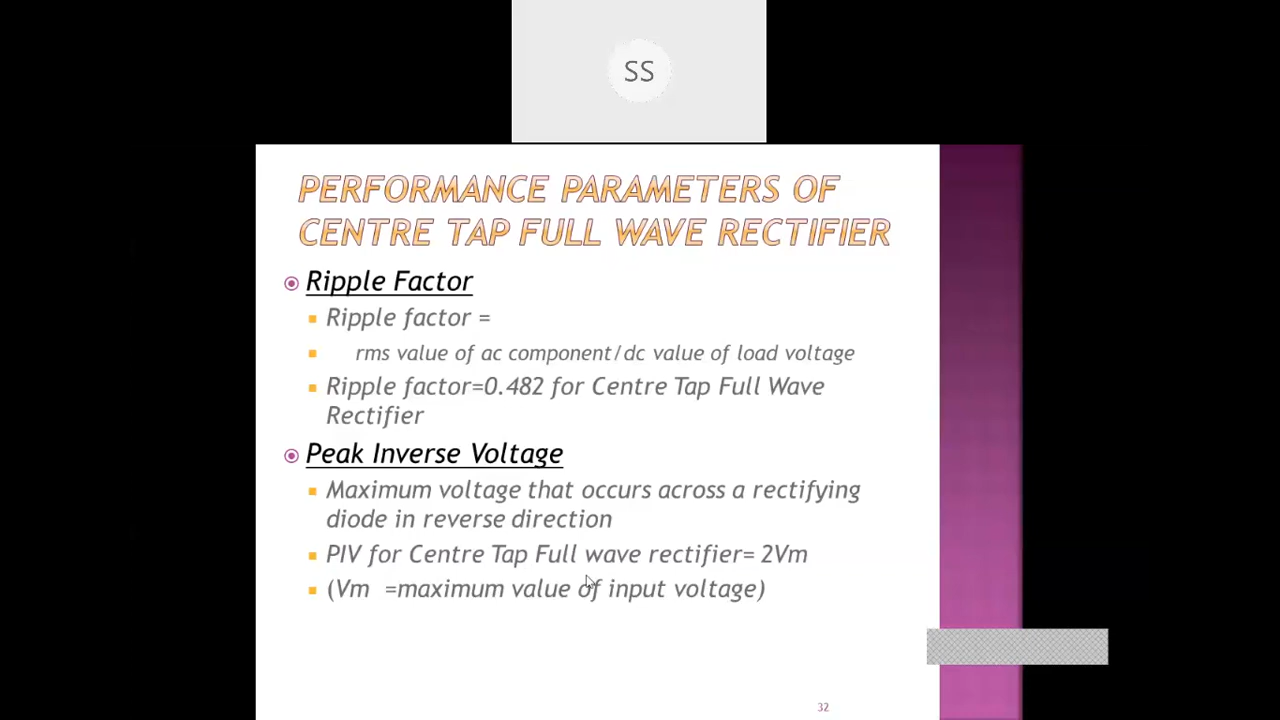 SS
PERFORMANCE PARAMETERS OF
CENTRE TAP FULL WAVE RECTIFIER
Ripple Factor
Ripple factor =
rms value of ac component/dc value of load voltage
Ripple factor=0.482 for Centre Tap Full Wave
Rectifier
Peak Inverse Voltage
Maximum voltage that occurs across a rectifying
diode in reverse direction
PIV for Centre Tap Full wave rectifier= 2Vm
(Vm =maximum value of input voltage)
32